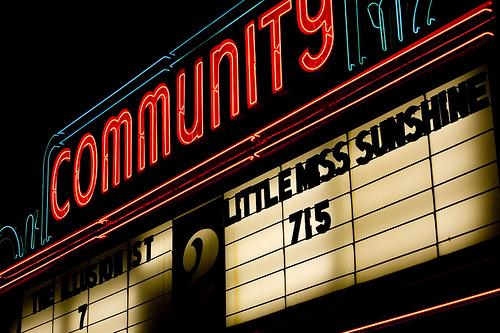 COMMUNITY
THE ILLUSIONIST
7
2
LITTLE MISS SUNSHINE
715